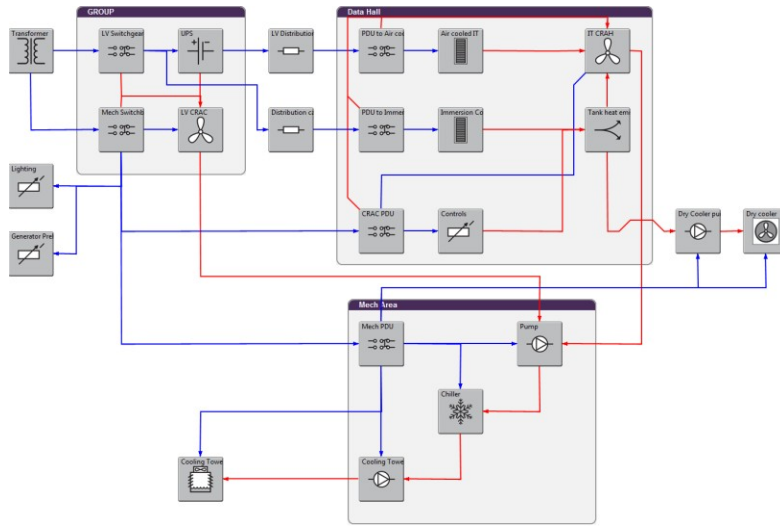 GROUP
Data Hall
Transformer
LV Switchgear
UPS
LV Distribution
PDU to Air coo
Air cooled IT
IT CRAH
Mech Switchb
LV CRAC
Distribution ca
PDU to Immer
Immersion Co
Tank heat emi
Lighting
CRAC PDU
Controls
Dry Cooler pu
Dry cooler
Generator Prel
Mech Area
Mech PDU
Pump
Chiller
Cooling Towe
Cooling Towe